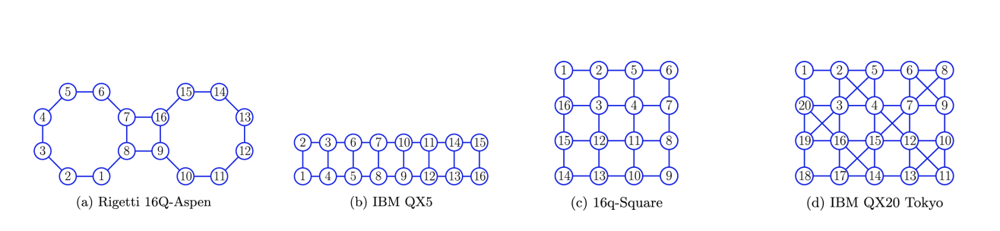 1 2 5 6 1 2 5 6 8
5 6 15 14
16 3 4 7 20 3 4 7 9
4 7 16 13
2 3 6 7 10 11 14 15 15 12 11 8 19 16 15 12 10
3 8 9 12
2 1 10 11 1 4 5 8 9 12 13 16 14 13 10 9 18 17 14 13 11
(a) Rigetti 16Q-Aspen (b) IBM QX5 (c) 16q-Square (d) IBM QX20 Tokyo